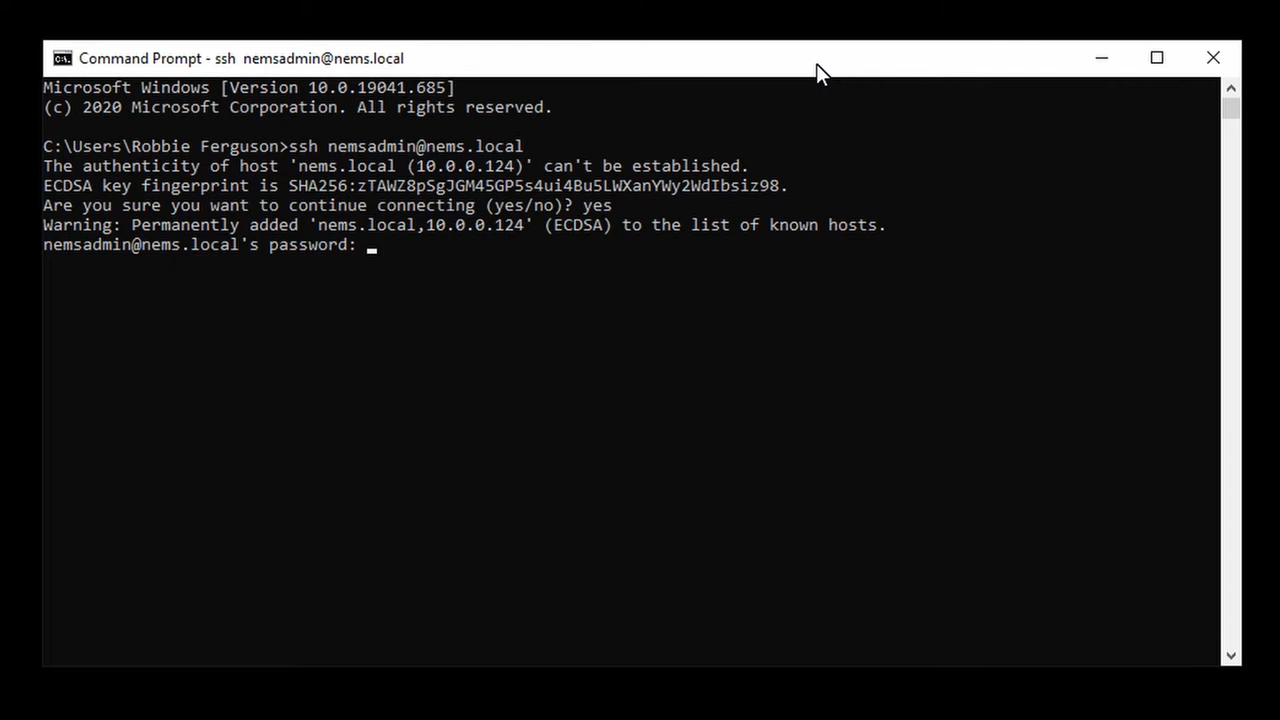 Command Prompt - ssh  nemsadmin@nems.local
Microsoft Windows [Version 10.0.19041.685]
(c) 2020 Microsoft Corporation. All rights reserved.
C:\Users\Robbie Ferguson>ssh nemsadmin@nems.local
The authenticity of host 'nems.local (10.0.0.124)' can't be established.
ECDSA key fingerprint is SHA256:zTAWZ8pSgJGM45GP5s4ui4Bu5LWXanYWy2WdIbsiz98.
Are you sure you want to continue connecting (yes/no)? yes
Warning: Permanently added 'nems.local,10.0.0.124' (ECDSA) to the list of known hosts.
nemsadmin@nems.local's password: